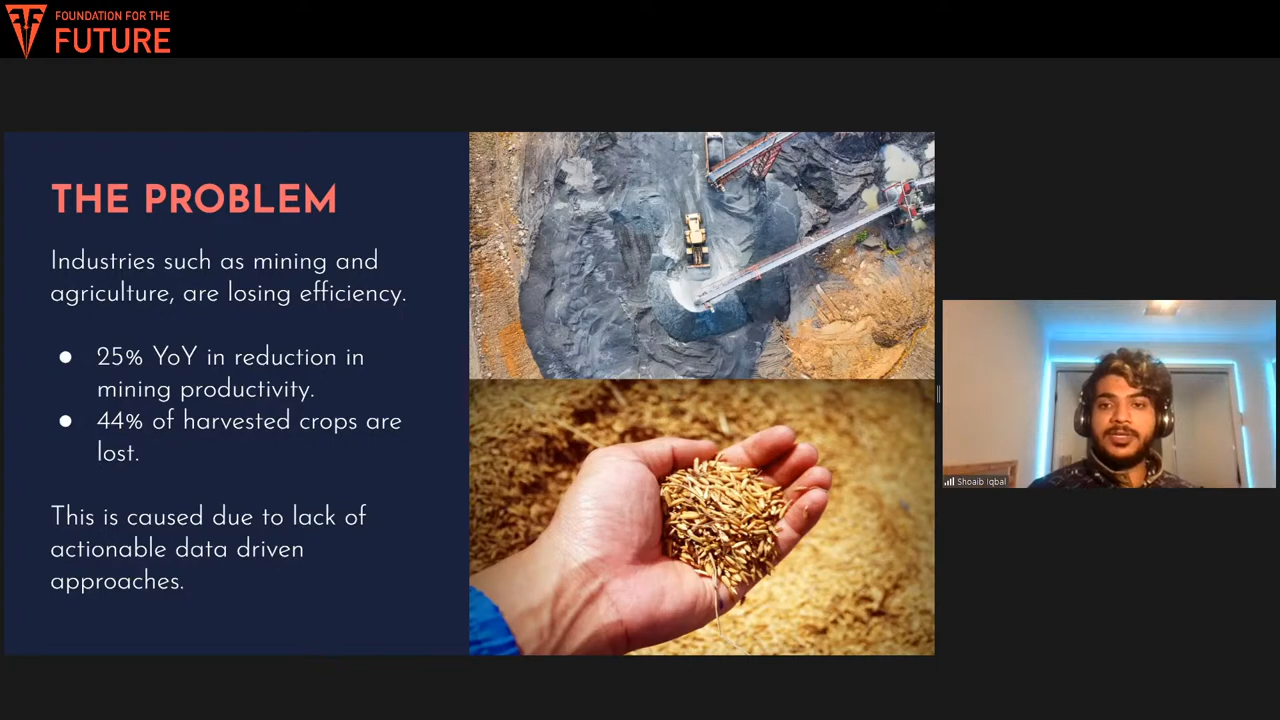 FOUNDATION FOR THE
FUTURE
THE PROBLEM
Industries such as mining and
agriculture, are losing efficiency.
● 25% YoY in reduction in
mining productivity.
● 44% of harvested crops are
lost.
This is caused due to lack of
actionable data driven
approaches.
Shoaib Iqbal